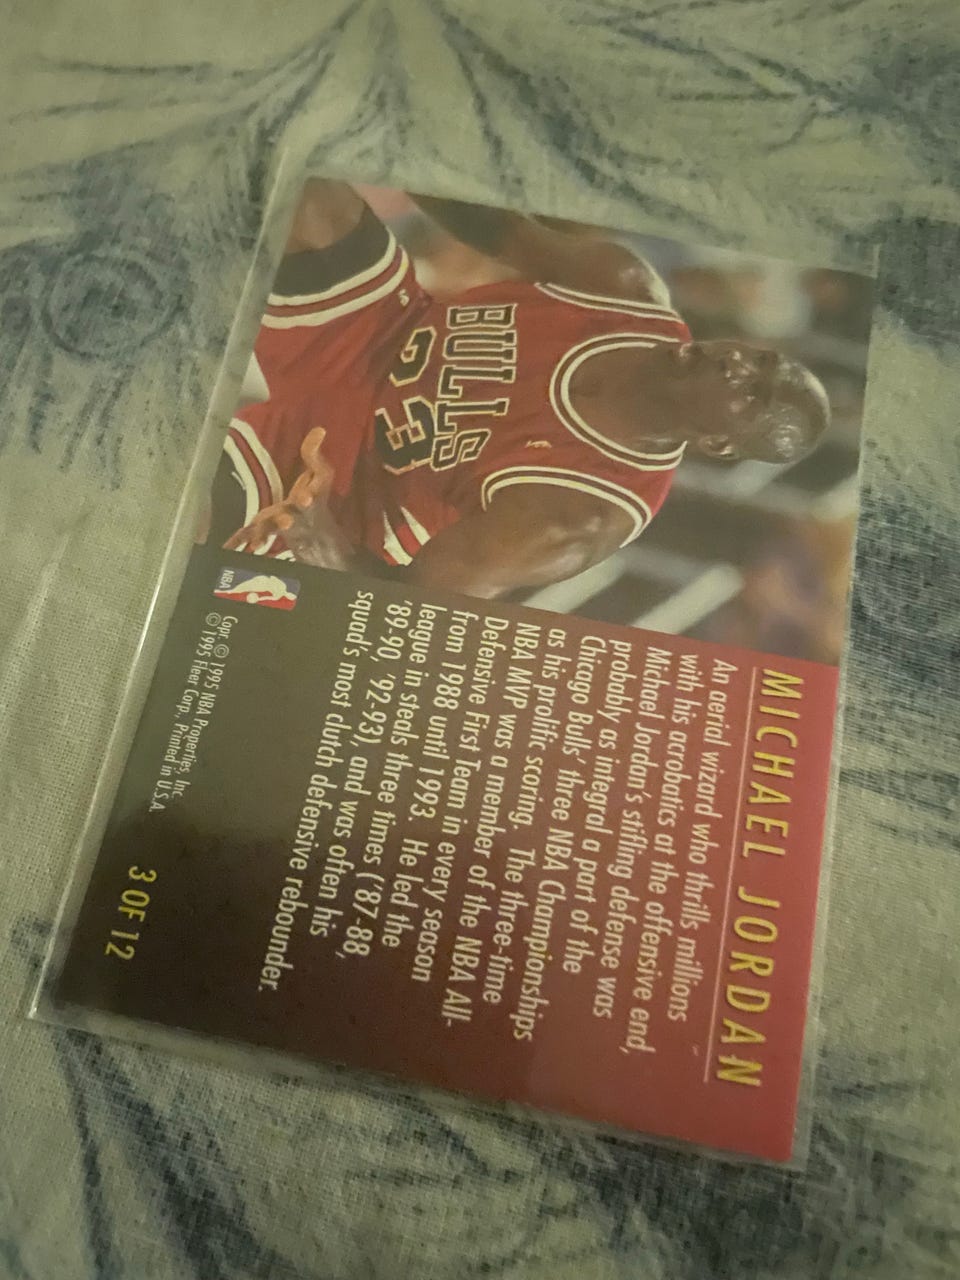 MICHAEL JORDAN
An aerial wizard who thrills millions
with his acrobatics at the offensive end,
Michael Jordan's stifling defense was
probably as integral a part of the
Chicago Bulls' three NBA Championships
as his prolific scoring. The three-time
NBA MVP was a member of the NBA All-
Defensive First Team in every season
from 1988 until 1993. He led the
league in steals three times ('87-88,
'89-90, '92-93), and was often his
squad's most clutch defensive rebounder.
BULLS
23
NBA
Copr. © 1995 NBA Properties, Inc.
© 1995 Fleer Corp., Printed in U.S.A.
3 OF 12